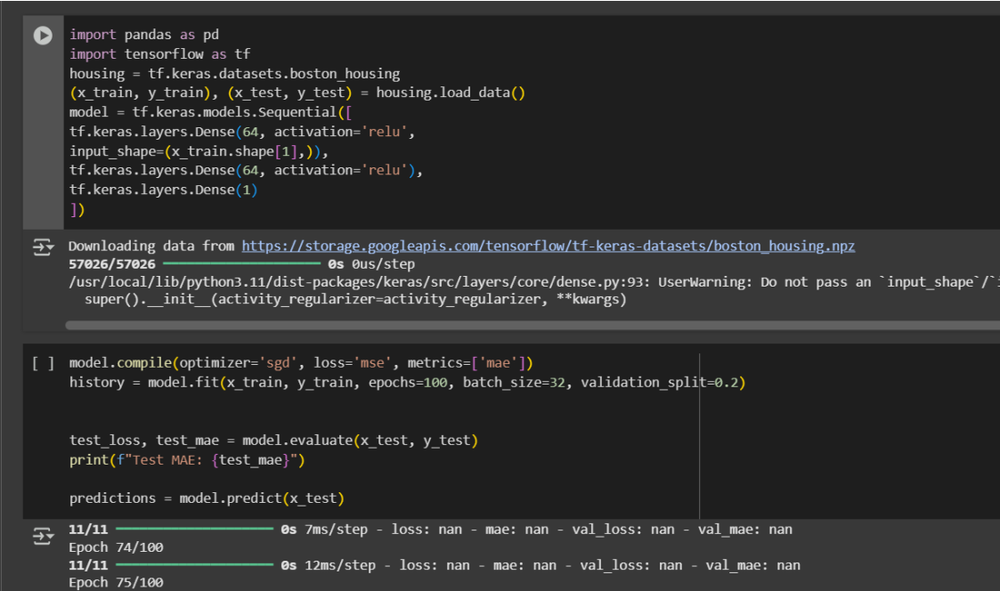 import pandas as pd
import tensorflow as tf
housing = tf.keras.datasets.boston_housing
(x_train, y_train), (x_test, y_test) = housing.load_data()
model = tf.keras.models.Sequential([
tf.keras.layers.Dense(64, activation='relu',
input_shape=(x_train.shape[1],)),
tf.keras.layers.Dense(64, activation='relu'),
tf.keras.layers.Dense(1)
])
Downloading data from https://storage.googleapis.com/tensorflow/tf-keras-datasets/boston_housing.npz
57026/57026 ━━━━━━━━━━━━━━━━━━━━ 0s 0us/step
/usr/local/lib/python3.11/dist-packages/keras/src/layers/core/dense.py:93: UserWarning: Do not pass an `input_shape`/`
super().__init__(activity_regularizer=activity_regularizer, **kwargs)
[ ] model.compile(optimizer='sgd', loss='mse', metrics=['mae'])
history = model.fit(x_train, y_train, epochs=100, batch_size=32, validation_split=0.2)
test_loss, test_mae = model.evaluate(x_test, y_test)
print(f"Test MAE: {test_mae}")
predictions = model.predict(x_test)
11/11 ━━━━━━━━━━━━━━━━━━━━ 0s 7ms/step - loss: nan - mae: nan - val_loss: nan - val_mae: nan
Epoch 74/100
11/11 ━━━━━━━━━━━━━━━━━━━━ 0s 12ms/step - loss: nan - mae: nan - val_loss: nan - val_mae: nan
Epoch 75/100